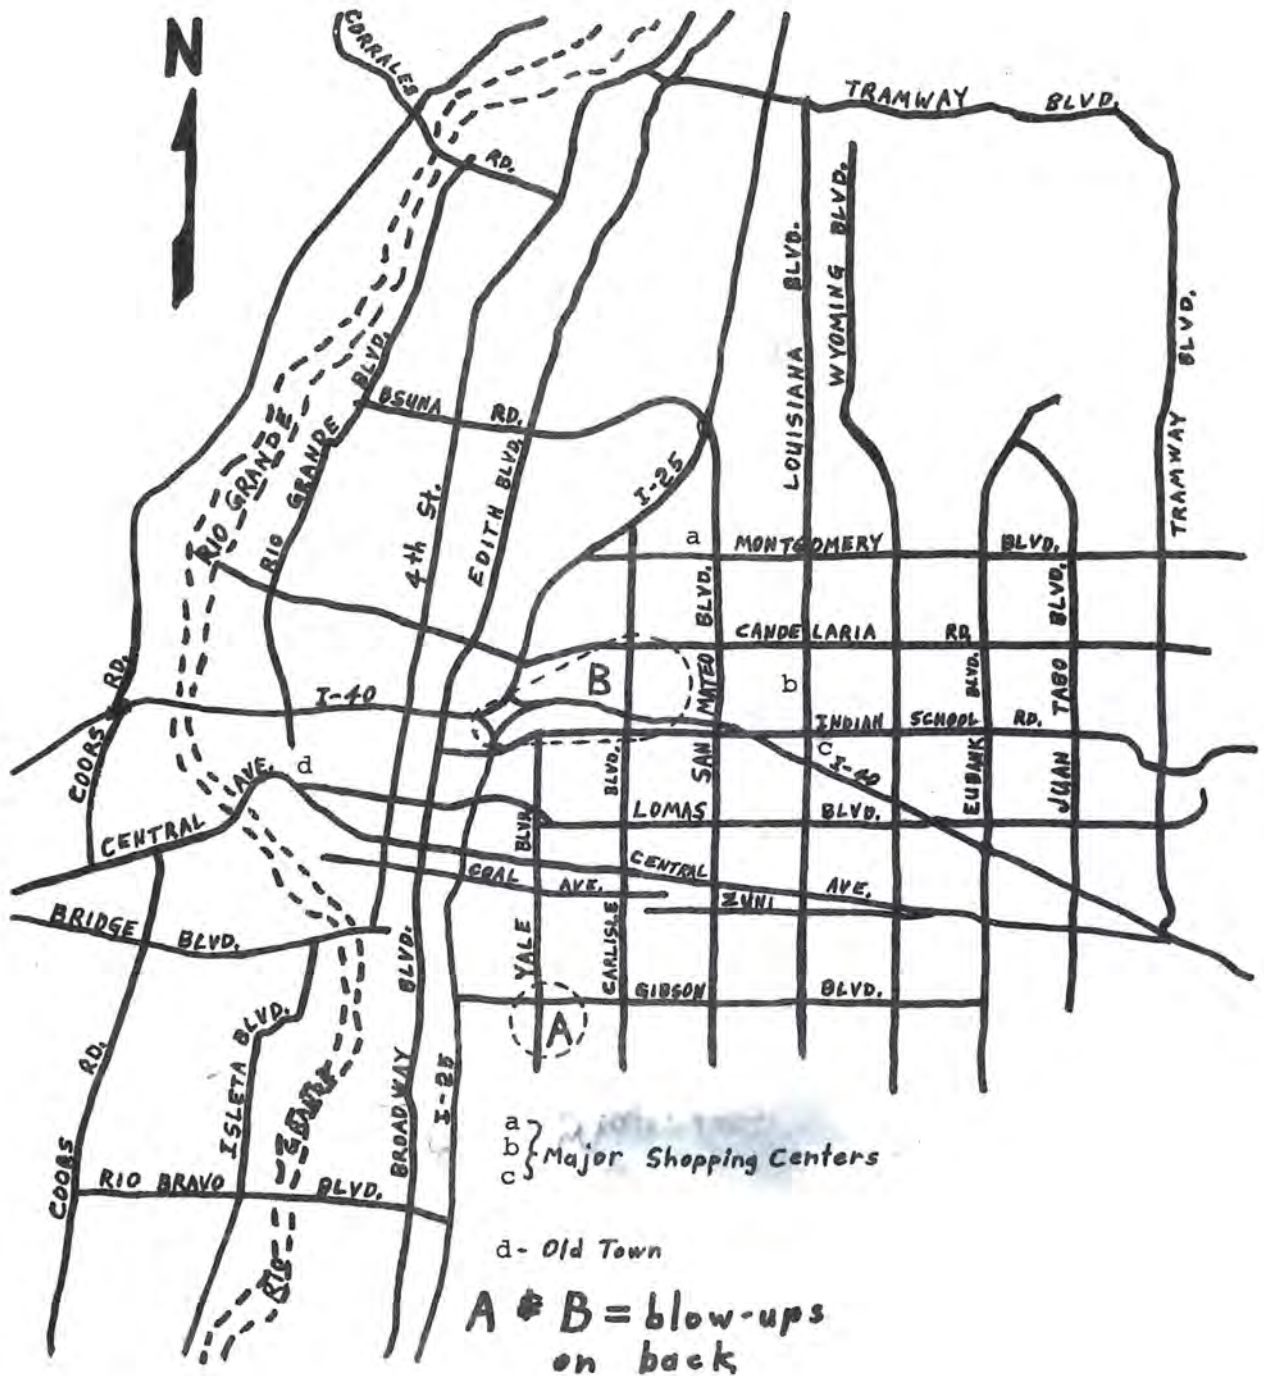 N
CORRALES
RD.
TRAMWAY BLVD.
LOUISIANA BLVD.
WYOMING BLVD.
TRAMWAY BLVD.
RIO GRANDE
RIO GRANDE BLVD.
OSUNA RD.
4th St.
EDITH BLVD.
I-25
a
MONTGOMERY BLVD.
CANDELARIA RD.
B
b
SAN MATEO BLVD.
EUBANK BLVD.
JUAN TABO BLVD.
COORS RD.
I-40
INDIAN SCHOOL RD.
c
I-40
d
CENTRAL AVE.
LOMAS BLVD.
YALE BLVD.
CARLISLE BLVD.
COAL AVE.
CENTRAL AVE.
ZUNI
BRIDGE BLVD.
GIBSON BLVD.
A
COORS RD.
ISLETA BLVD.
RIO GRANDE
BROADWAY BLVD.
I-25
RIO BRAVO BLVD.
a
b } Major Shopping Centers
c
d- Old Town
A & B = blow-ups
on back